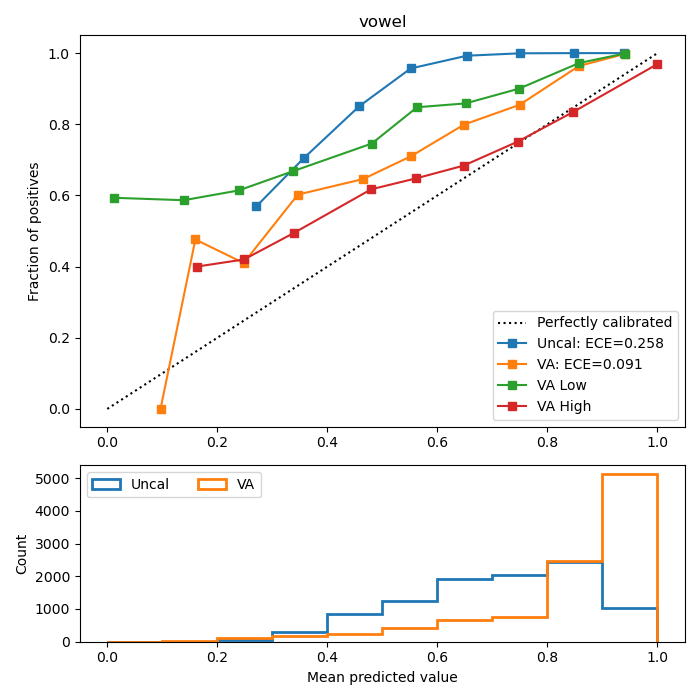 vowel
1.0
0.8
0.6
0.4
0.2
0.0
Fraction of positives
Perfectly calibrated
Uncal: ECE=0.258
VA: ECE=0.091
VA Low
VA High
0.0 0.2 0.4 0.6 0.8 1.0
5000
4000
3000
2000
1000
0
Count
Uncal VA
0.0 0.2 0.4 0.6 0.8 1.0
Mean predicted value